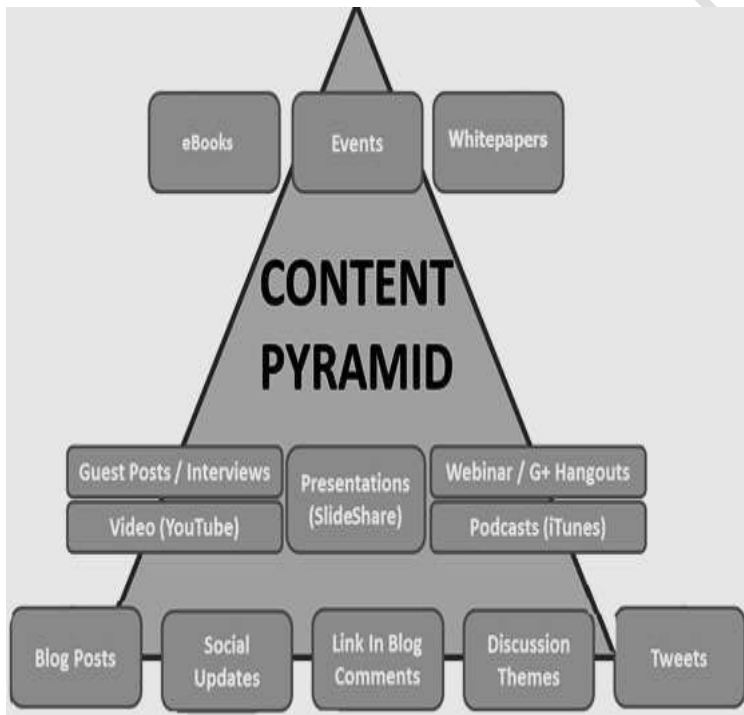 eBooks
Events
Whitepapers
CONTENT
PYRAMID
Guest Posts / Interviews
Presentations
(SlideShare)
Webinar / G+ Hangouts
Video (YouTube)
Podcasts (iTunes)
Blog Posts
Social
Updates
Link In Blog
Comments
Discussion
Themes
Tweets